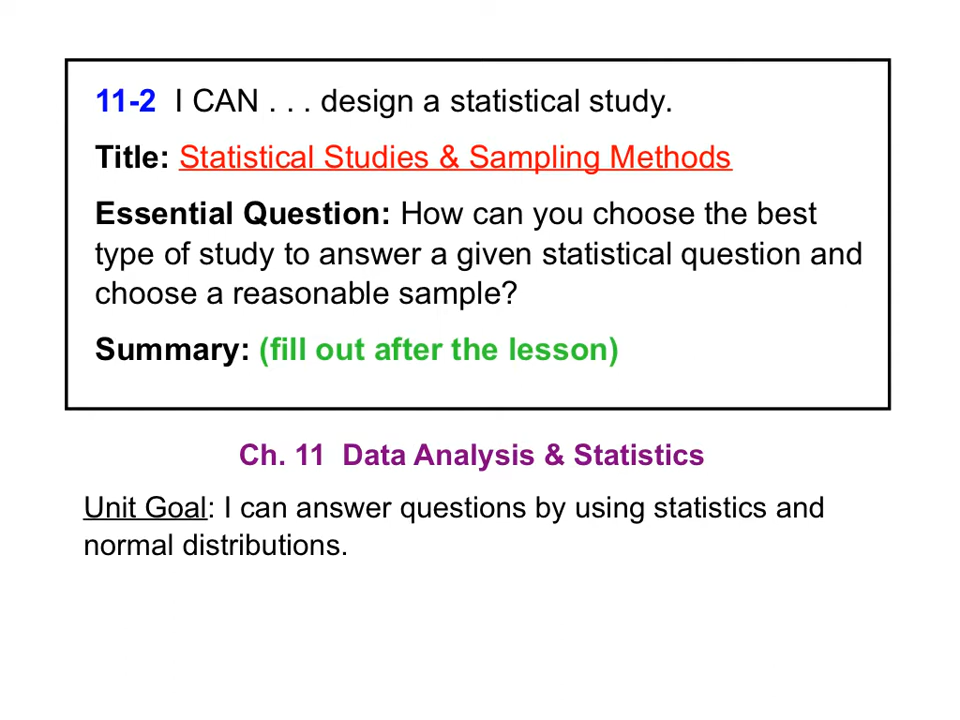 11-2 I CAN . . . design a statistical study.
Title: Statistical Studies & Sampling Methods
Essential Question: How can you choose the best
type of study to answer a given statistical question and
choose a reasonable sample?
Summary: (fill out after the lesson)
Ch. 11 Data Analysis & Statistics
Unit Goal: I can answer questions by using statistics and
normal distributions.